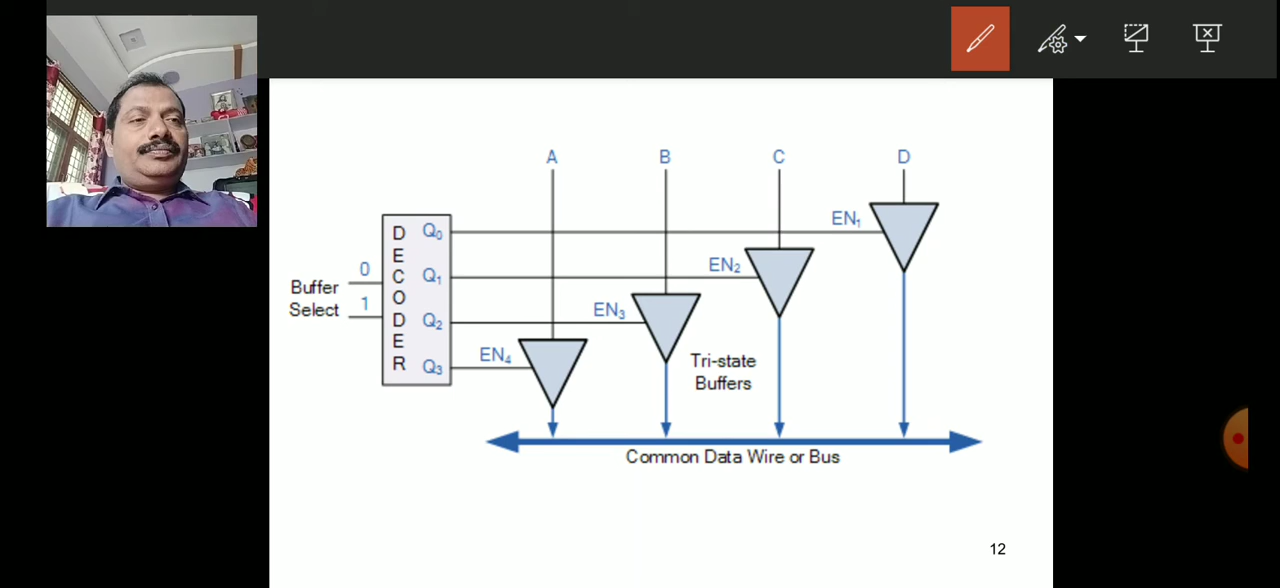 A B C D
EN₁
Q₀
EN₂
Q₁
0
Buffer
Select
1
DECODER
EN₃
Q₂
EN₄
Q₃
Tri-state
Buffers
Common Data Wire or Bus
12